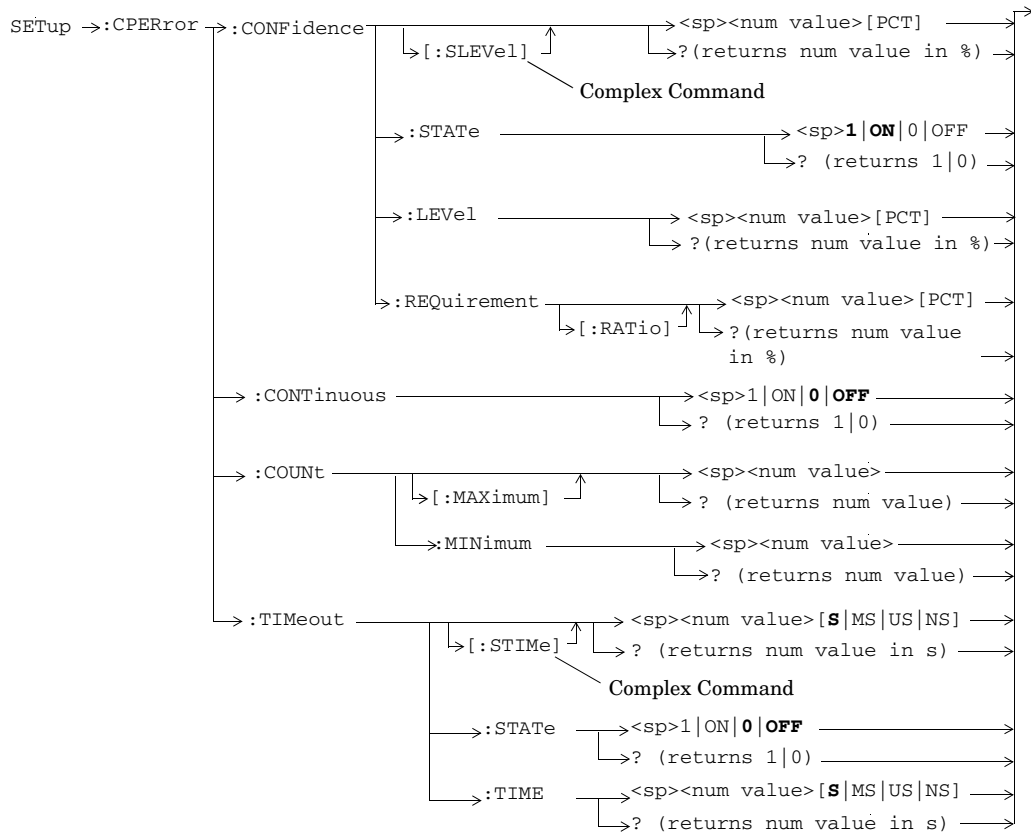 SETup :CPERror :CONFidence <sp><num value>[PCT]
[:SLEVel] ?(returns num value in %)
Complex Command
:STATe <sp>1|ON|0|OFF
? (returns 1|0)
:LEVel <sp><num value>[PCT]
?(returns num value in %)
:REQuirement <sp><num value>[PCT]
[:RATio] ?(returns num value
in %)
:CONTinuous <sp>1|ON|0|OFF
? (returns 1|0)
:COUNt <sp><num value>
[:MAXimum] ? (returns num value)
:MINimum <sp><num value>
? (returns num value)
:TIMeout <sp><num value>[S|MS|US|NS]
[:STIMe] ? (returns num value in s)
Complex Command
:STATe <sp>1|ON|0|OFF
? (returns 1|0)
:TIME <sp><num value>[S|MS|US|NS]
? (returns num value in s)